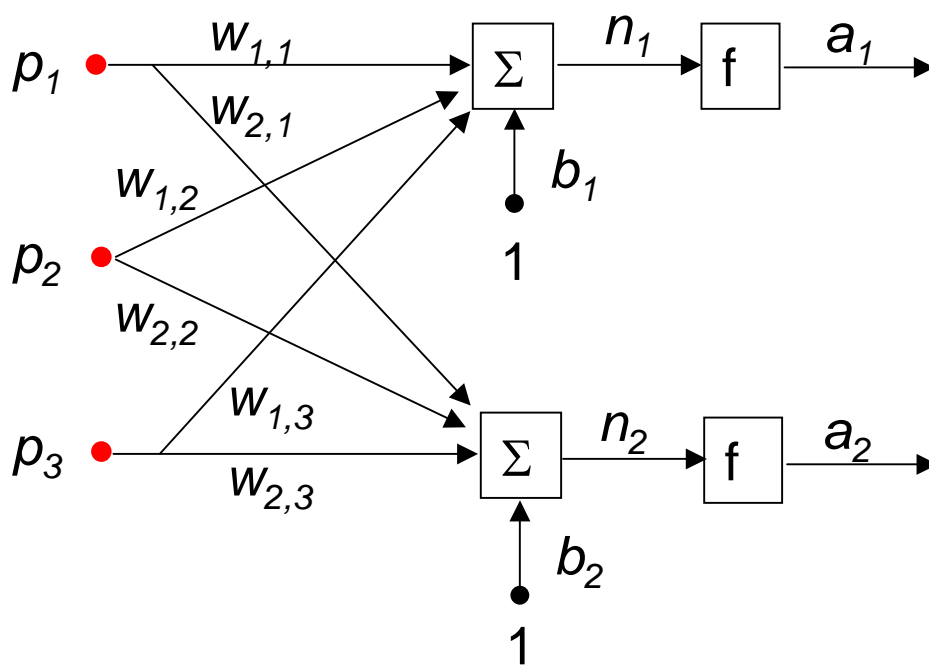 p1 w1,1 Σ n1 f a1
w2,1
w1,2 b1
p2 1
w2,2
w1,3
p3 Σ n2 f a2
w2,3
b2
1